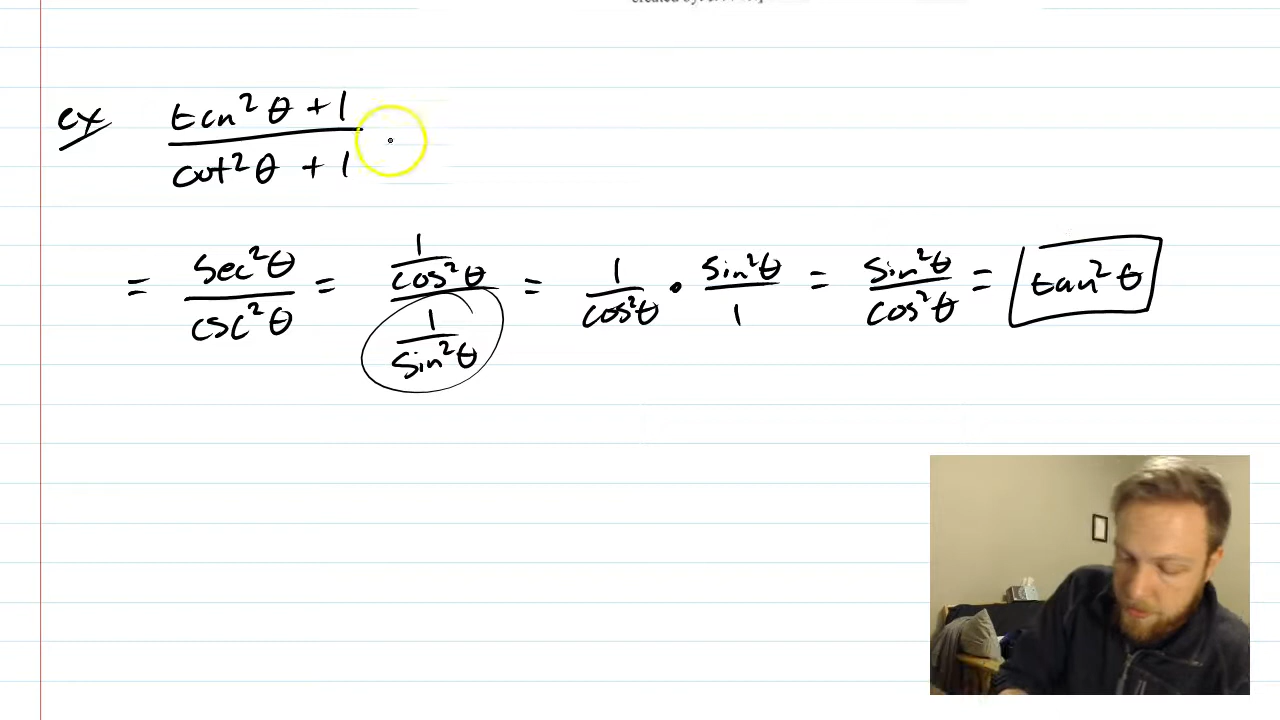 ex tan²θ + 1 / cot²θ + 1
= sec²θ / csc²θ = 1/cos²θ / 1/sin²θ = 1/cos²θ · sin²θ/1 = sin²θ/cos²θ = tan²θ